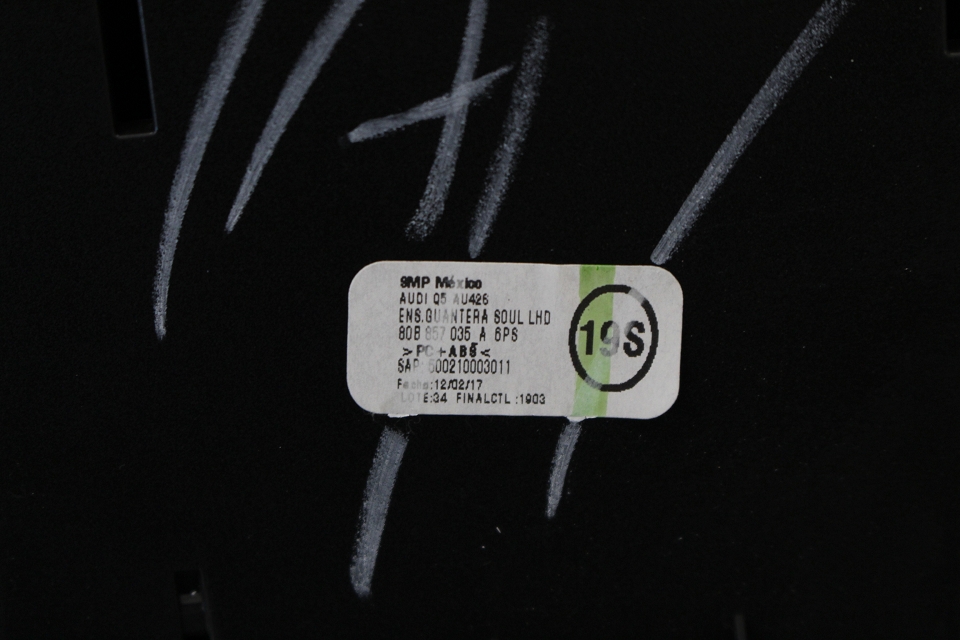 SMP México
AUDI Q5 AU426
ENS.GUANTERA SOUL LHD
80B 857 035 A 6PS
>PC+ABS<
SAP: 500210003011
Fecha:12/02/17
LOTE:34 FINALCTL :1903
19S